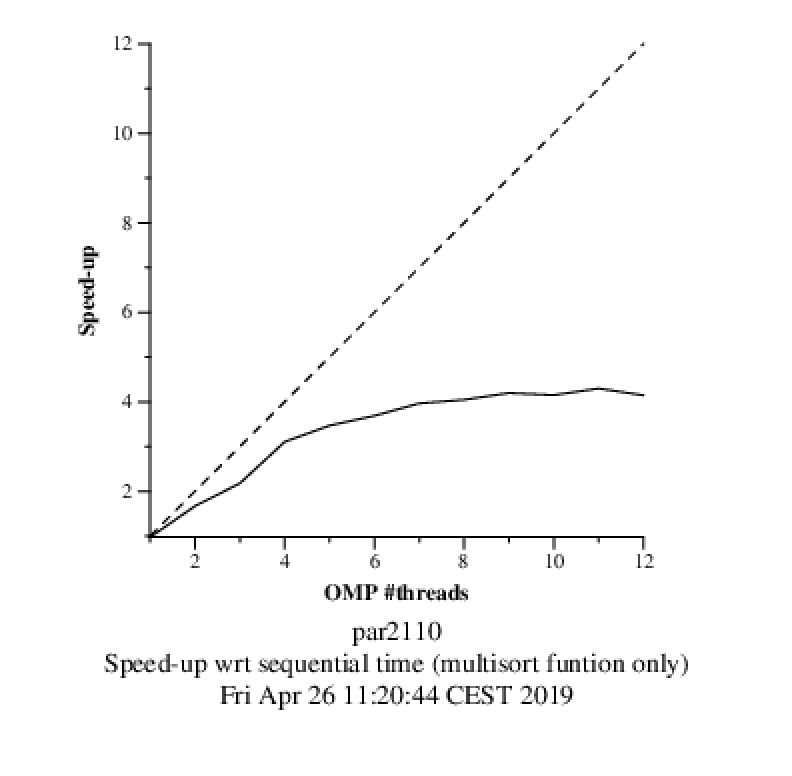 12
10
8
6
4
2
Speed-up
2 4 6 8 10 12
OMP #threads
par2110
Speed-up wrt sequential time (multisort funtion only)
Fri Apr 26 11:20:44 CEST 2019